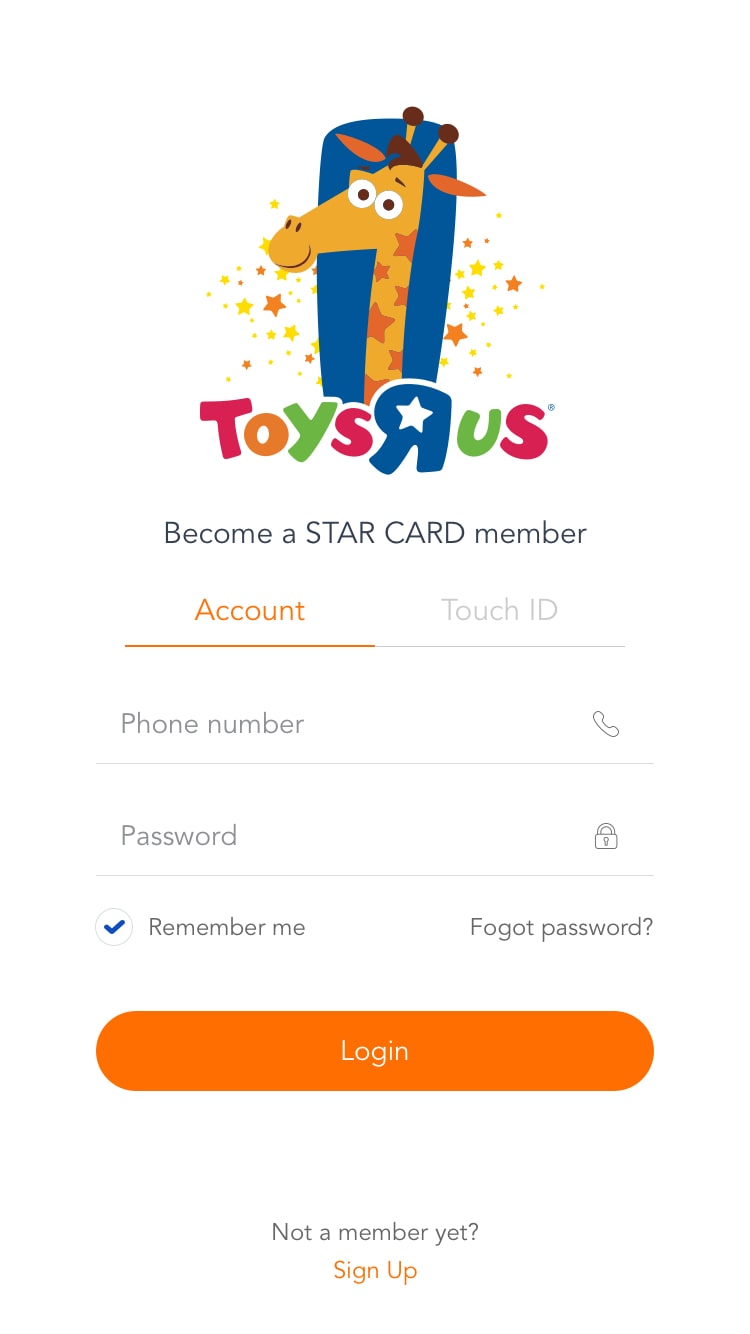 ToysRus®
Become a STAR CARD member
Account Touch ID
Phone number
Password
Remember me Fogot password?
Login
Not a member yet?
Sign Up